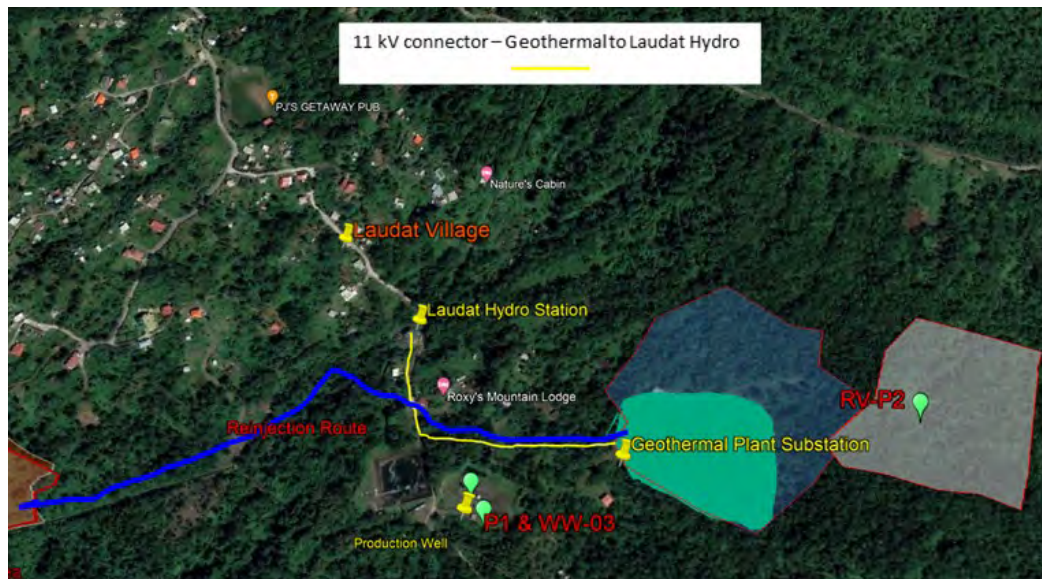 11 kV connector – Geothermal to Laudat Hydro
PJ'S GETAWAY PUB
Nature's Cabin
Laudat Village
Laudat Hydro Station
Roxy's Mountain Lodge
RV-P2
Reinjection Route
Geothermal Plant Substation
P1 & WW-03
Production Well